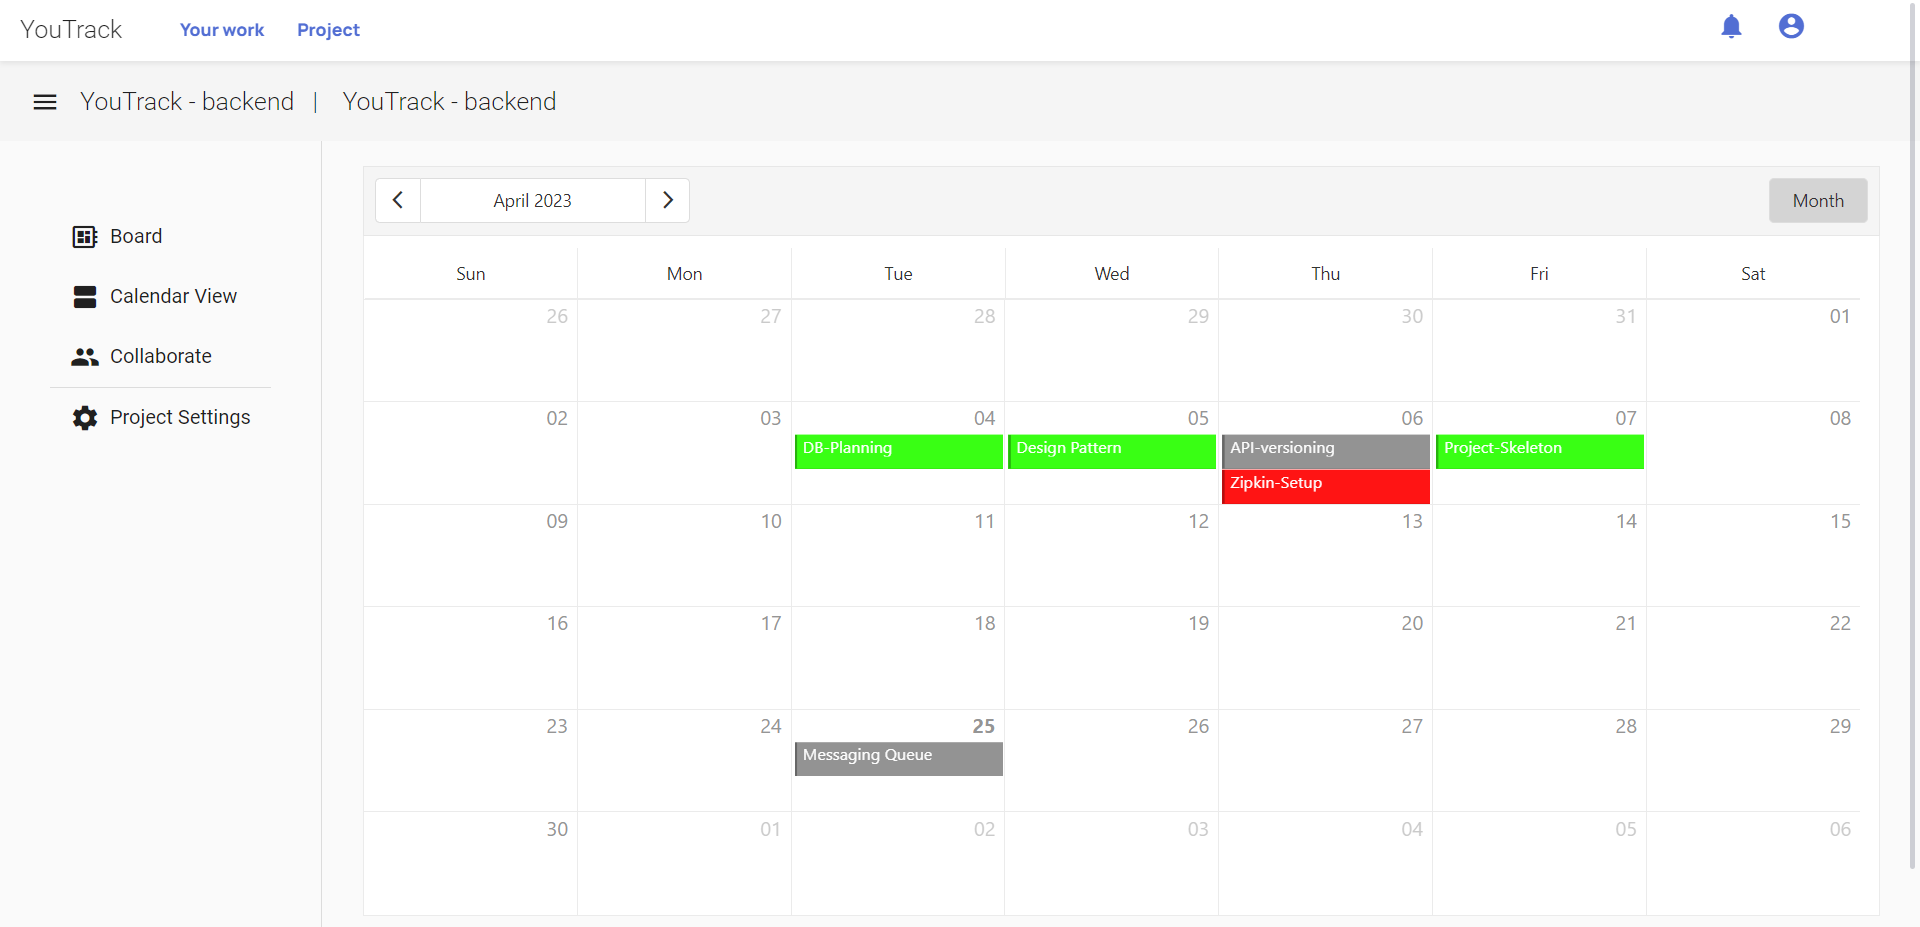 YouTrack Your work Project
YouTrack - backend | YouTrack - backend
Board
Calendar View
Collaborate
Project Settings
April 2023 Month
Sun Mon Tue Wed Thu Fri Sat
26 27 28 29 30 31 01
02 03 04 05 06 07 08
DB-Planning Design Pattern API-versioning Project-Skeleton
Zipkin-Setup
09 10 11 12 13 14 15
16 17 18 19 20 21 22
23 24 25 26 27 28 29
Messaging Queue
30 01 02 03 04 05 06